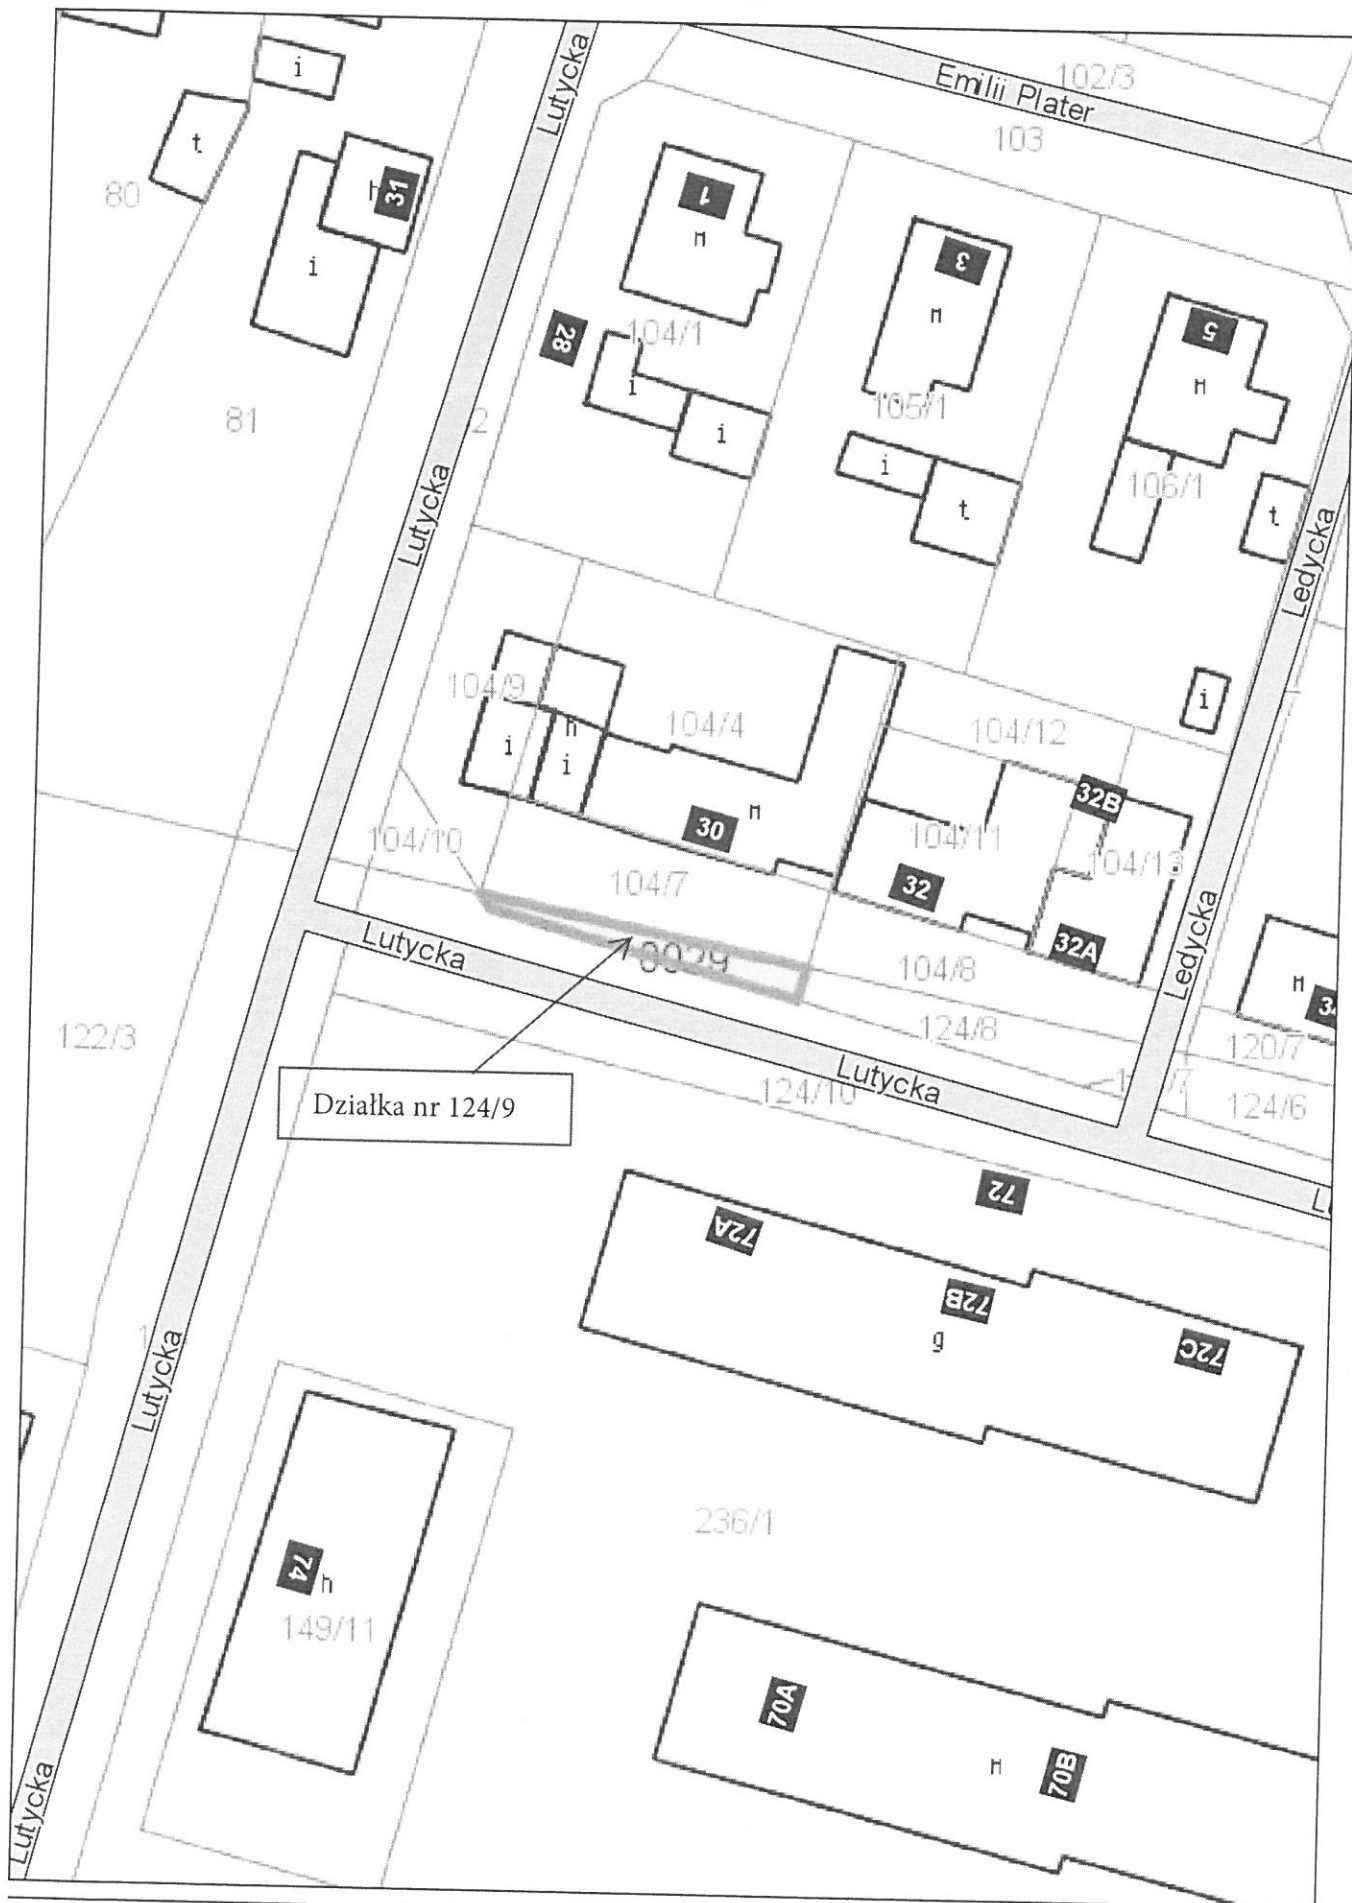 Lutycka
Emilii Plater
102/3
103
i
t
80
h
31
i
1
м
3
м
5
м
28
104/1
i
i
105/1
i
t
106/1
t
81
2
Lutycka
Ledycka
104/9
104/4
104/12
i
h
i
i
м
30
32B
104/11
104/13
32
32A
104/10
104/7
Lutycka
0029
104/8
124/8
Ledycka
м
120/7
124/6
122/3
Działka nr 124/9
124/10
Lutycka
72
72A
72B
g
72C
Lutycka
236/1
74
h
149/11
70A
м
70B
Lutycka